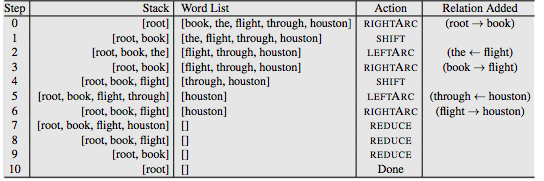 Step Stack Word List Action Relation Added
0 [root] [book, the, flight, through, houston] RIGHTARC (root → book)
1 [root, book] [the, flight, through, houston] SHIFT
2 [root, book, the] [flight, through, houston] LEFTARC (the ← flight)
3 [root, book] [flight, through, houston] RIGHTARC (book → flight)
4 [root, book, flight] [through, houston] SHIFT
5 [root, book, flight, through] [houston] LEFTARC (through ← houston)
6 [root, book, flight] [houston] RIGHTARC (flight → houston)
7 [root, book, flight, houston] [] REDUCE
8 [root, book, flight] [] REDUCE
9 [root, book] [] REDUCE
10 [root] [] Done